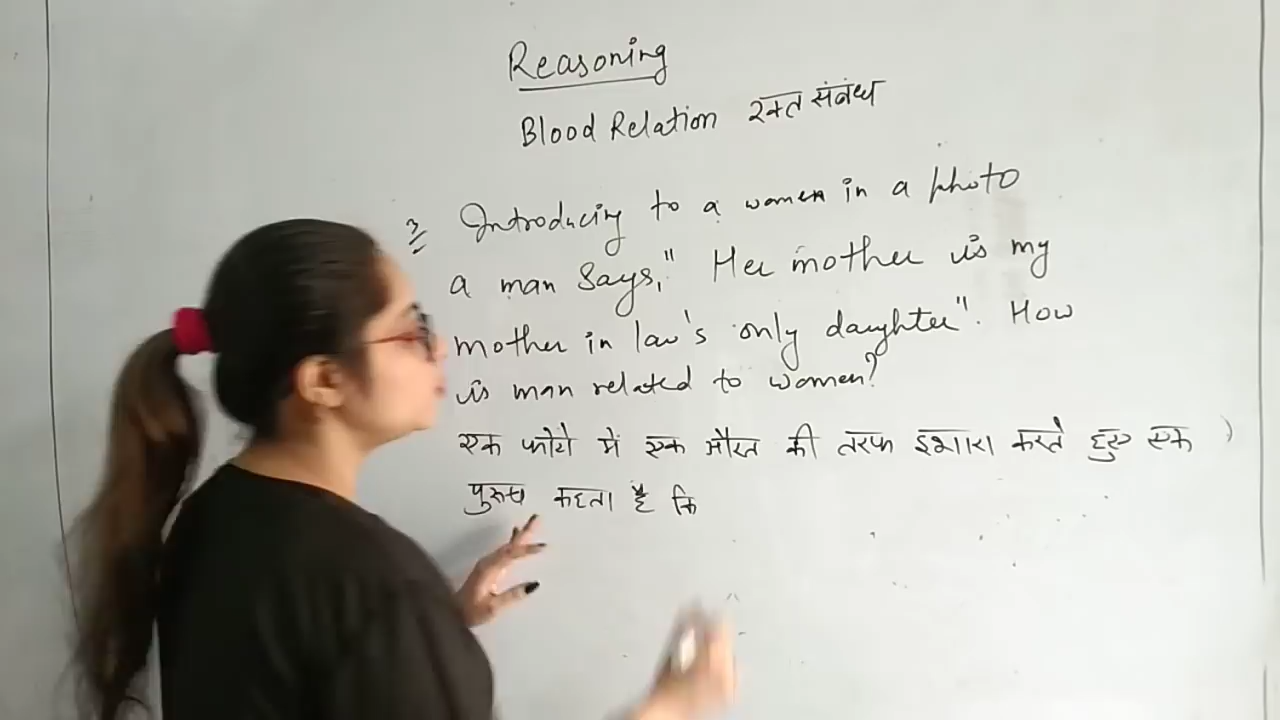 Reasoning
Blood Relation रक्त संबंध
3 Introducing to a women in a photo
a man Says," Her mother is my
mother in law's only daughter". How
is man related to women?
एक फोटो में एक औरत की तरफ इशारा करते हुए एक
पुरुष कहता है कि